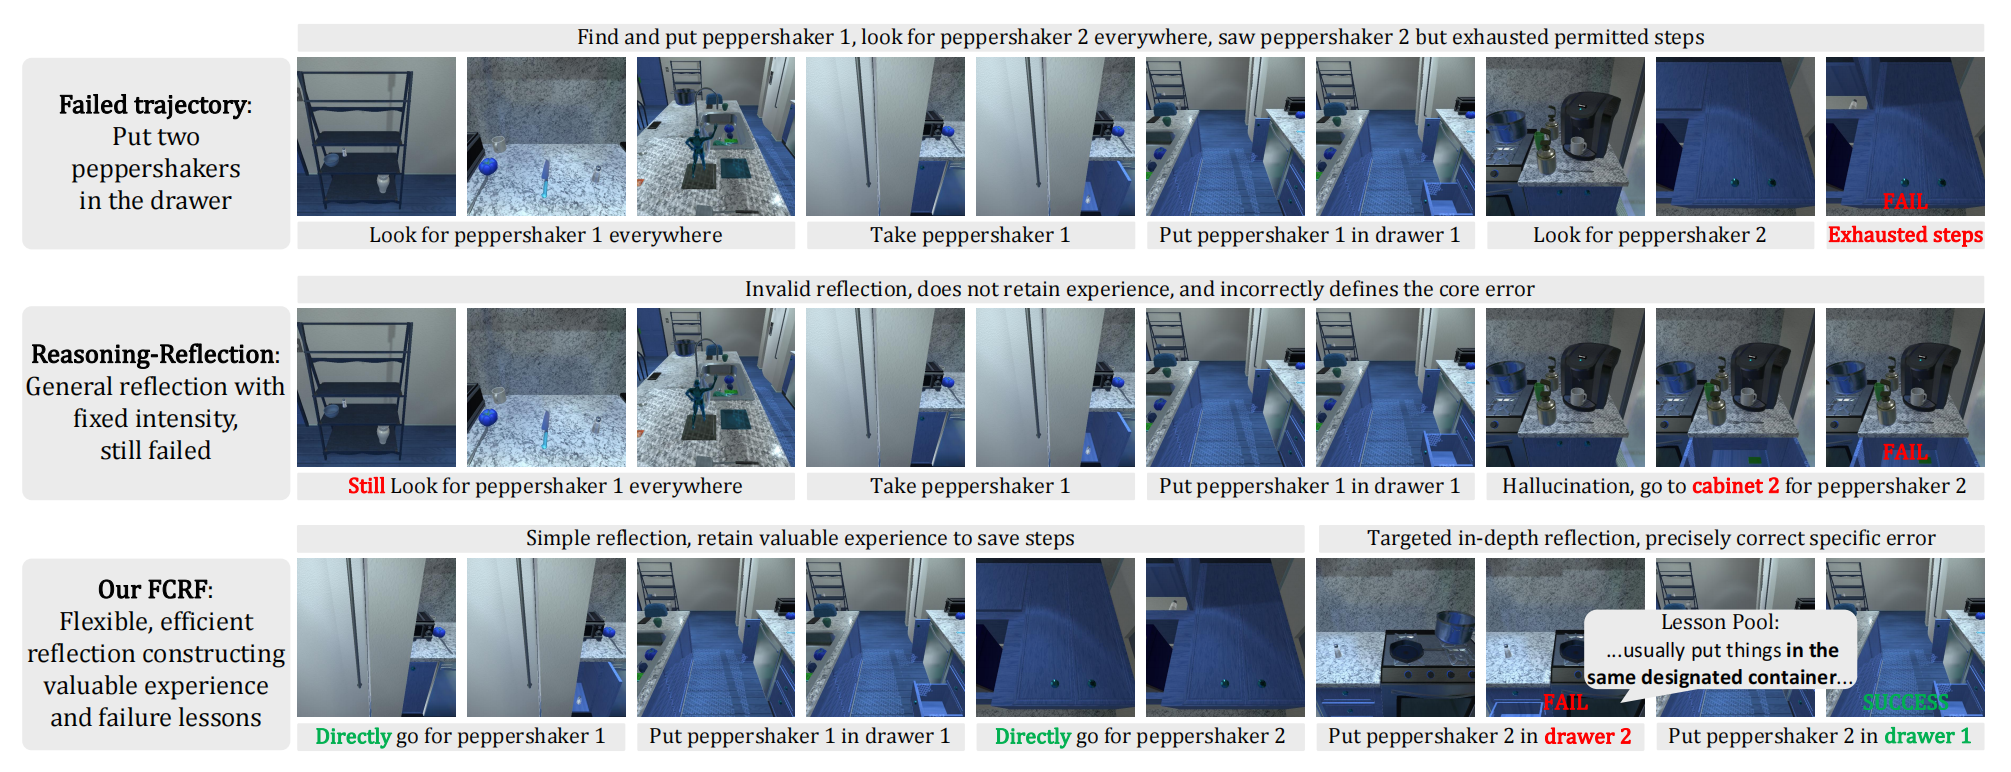 Find and put peppershaker 1, look for peppershaker 2 everywhere, saw peppershaker 2 but exhausted permitted steps
Failed trajectory:
Put two
peppershakers
in the drawer
FAIL
Look for peppershaker 1 everywhere
Take peppershaker 1
Put peppershaker 1 in drawer 1
Look for peppershaker 2
Exhausted steps
Invalid reflection, does not retain experience, and incorrectly defines the core error
Reasoning-Reflection:
General reflection with
fixed intensity,
still failed
FAIL
Still Look for peppershaker 1 everywhere
Take peppershaker 1
Put peppershaker 1 in drawer 1
Hallucination, go to cabinet 2 for peppershaker 2
Simple reflection, retain valuable experience to save steps
Targeted in-depth reflection, precisely correct specific error
Our FCRF:
Flexible, efficient
reflection constructing
valuable experience
and failure lessons
Lesson Pool:
...usually put things in the
same designated container...
FAIL
SUCCESS
Directly go for peppershaker 1
Put peppershaker 1 in drawer 1
Directly go for peppershaker 2
Put peppershaker 2 in drawer 2
Put peppershaker 2 in drawer 1